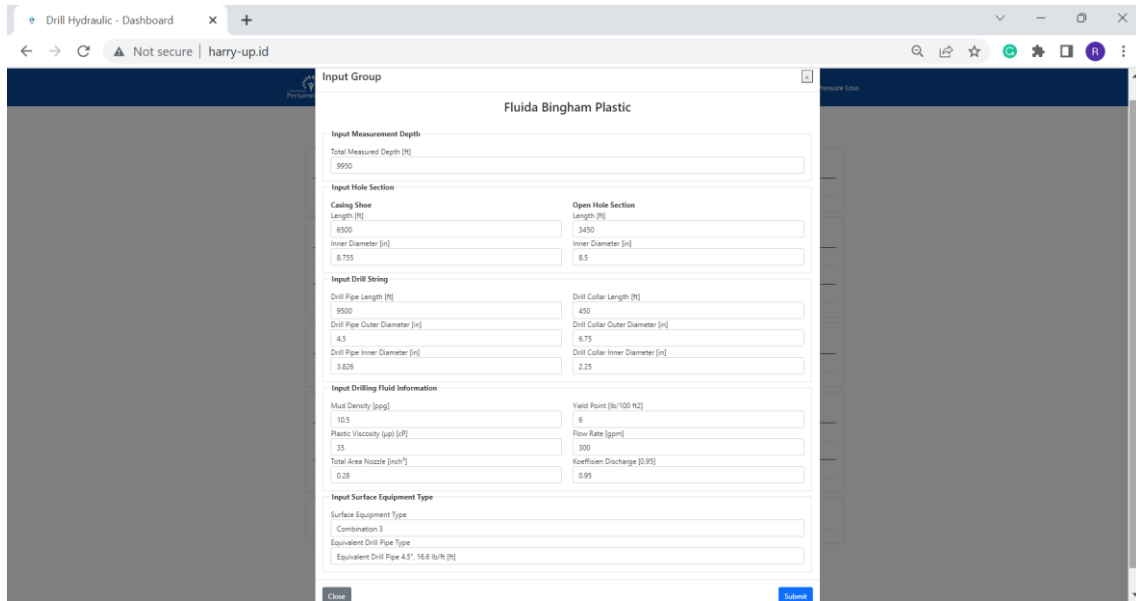 Drill Hydraulic - Dashboard
Not secure | harry-up.id
R
Input Group
x
Pressure Loss
Fluida Bingham Plastic
Input Measurement Depth
Total Measured Depth [ft]
9950
Input Hole Section
Casing Shoe
Open Hole Section
Length [ft]
Length [ft]
6500
3450
Inner Diameter [in]
Inner Diameter [in]
8.755
8.5
Input Drill String
Drill Pipe Length [ft]
Drill Collar Length [ft]
9500
450
Drill Pipe Outer Diameter [in]
Drill Collar Outer Diameter [in]
4.5
6.75
Drill Pipe Inner Diameter [in]
Drill Collar Inner Diameter [in]
3.826
2.25
Input Drilling Fluid Information
Mud Density [ppg]
Yield Point [lb/100 ft2]
10.5
6
Plastic Viscosity (μp) [cP]
Flow Rate [gpm]
35
300
Total Area Nozzle [inch²]
Koeffisien Discharge [0.95]
0.28
0.95
Input Surface Equipment Type
Surface Equipment Type
Combination 3
Equivalent Drill Pipe Type
Equivalent Drill Pipe 4.5", 16.6 lb/ft [ft]
Close
Submit